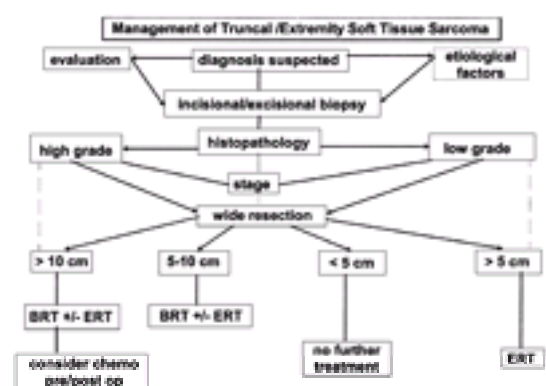 Management of Truncal /Extremity Soft Tissue Sarcoma
evaluation
diagnosis suspected
etiological
factors
incisional/excisional biopsy
high grade
histopathology
low grade
stage
wide resection
> 10 cm
5-10 cm
< 5 cm
> 5 cm
BRT +/- ERT
BRT +/- ERT
no further
treatment
ERT
consider chemo
pre/post op